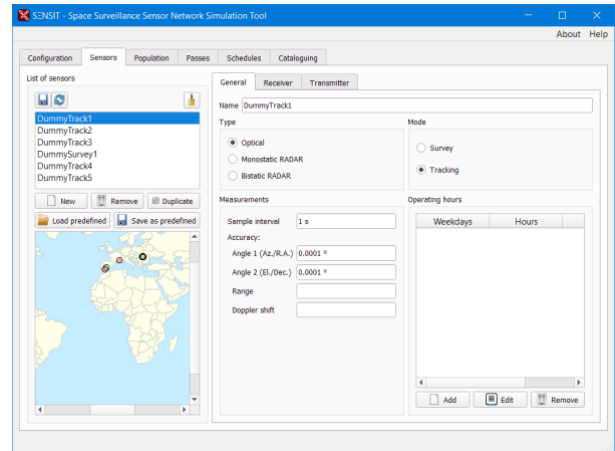 SENSIT - Space Surveillance Sensor Network Simulation Tool
About Help
Configuration Sensors Population Passes Schedules Cataloguing
List of sensors
DummyTrack1
DummyTrack2
DummyTrack3
DummySurvey1
DummyTrack4
DummyTrack5
New Remove Duplicate
Load predefined Save as predefined
General Receiver Transmitter
Name DummyTrack1
Type
Optical
Monostatic RADAR
Bistatic RADAR
Mode
Survey
Tracking
Measurements
Sample interval 1 s
Accuracy:
Angle 1 (Az./R.A.) 0.0001 º
Angle 2 (El./Dec.) 0.0001 º
Range
Doppler shift
Operating hours
Weekdays Hours
Add Edit Remove